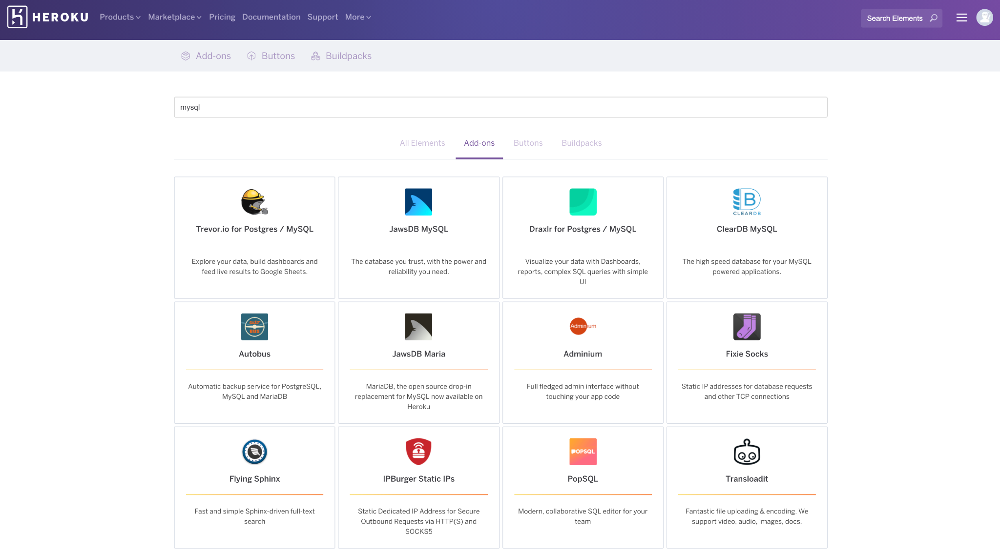 HEROKU Products Marketplace Pricing Documentation Support More Search Elements
Add-ons Buttons Buildpacks
mysql
All Elements Add-ons Buttons Buildpacks
Trevor.io for Postgres / MySQL
Explore your data, build dashboards and
feed live results to Google Sheets.
JawsDB MySQL
The database you trust, with the power and
reliability you need.
Draxlr for Postgres / MySQL
Visualize your data with Dashboards,
reports, complex SQL queries with simple
UI
B
CLEARDB
ClearDB MySQL
The high speed database for your MySQL
powered applications.
auto
BUS
Autobus
Automatic backup service for PostgreSQL,
MySQL and MariaDB
JawsDB Maria
MariaDB, the open source drop-in
replacement for MySQL now available on
Heroku
Adminium
Adminium
Full fledged admin interface without
touching your app code
Fixie Socks
Static IP addresses for database requests
and other TCP connections
Flying Sphinx
Fast and simple Sphinx-driven full-text
search
IPBurger Static IPs
Static Dedicated IP Address for Secure
Outbound Requests via HTTP(S) and
SOCKS5
POPSQL
PopSQL
Modern, collaborative SQL editor for your
team
Transloadit
Fantastic file uploading & encoding. We
support video, audio, images, docs.